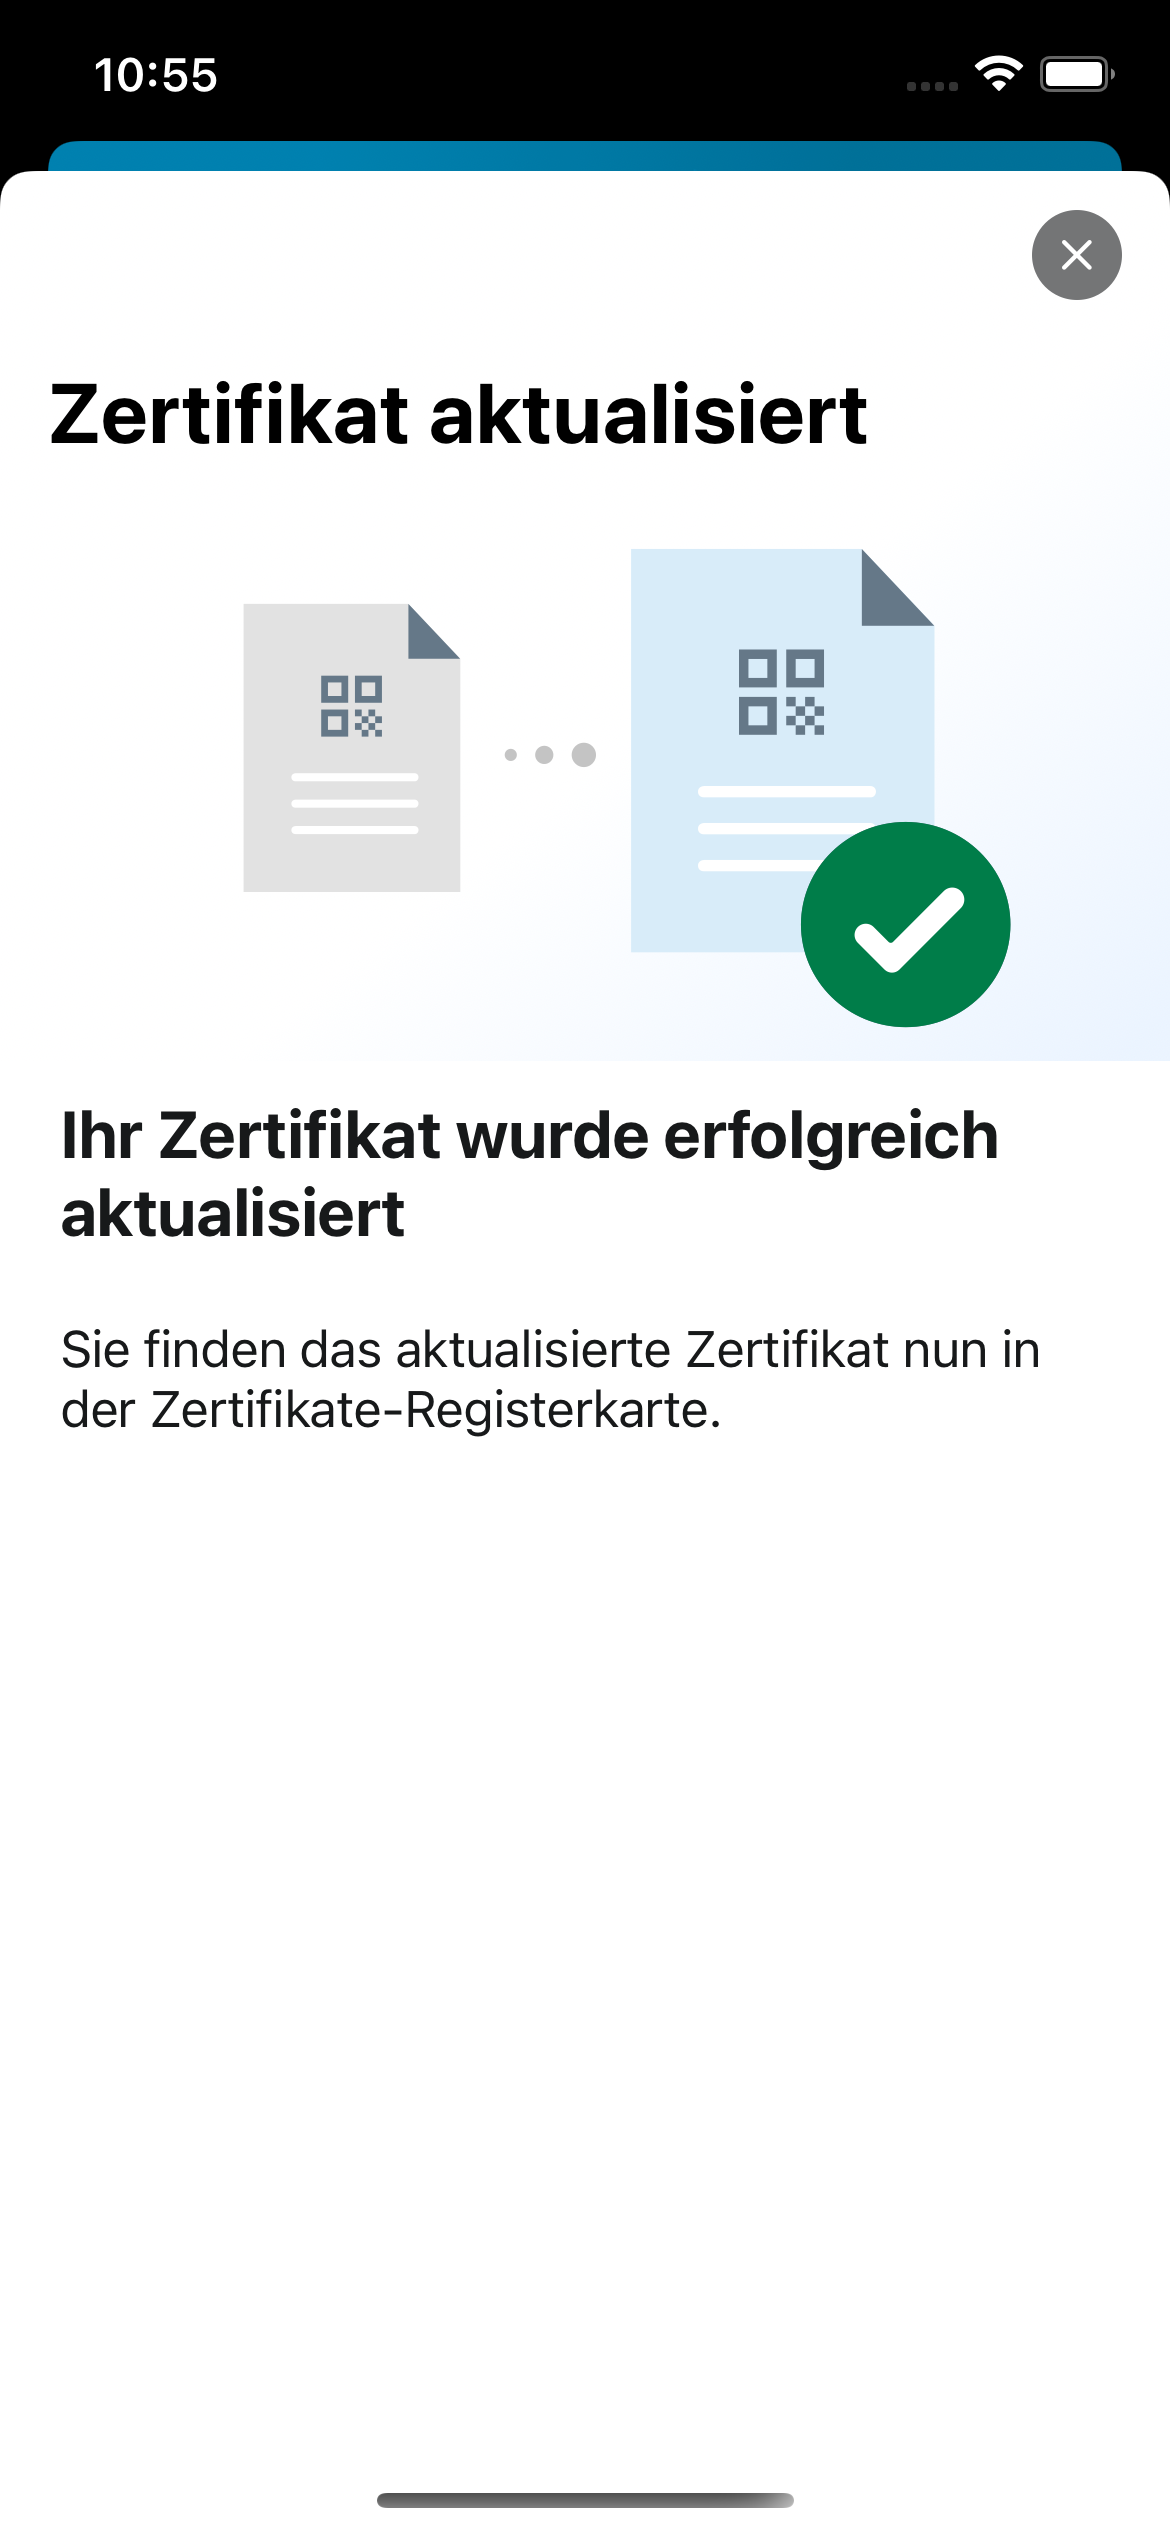 10:55
Zertifikat aktualisiert
Ihr Zertifikat wurde erfolgreich
aktualisiert
Sie finden das aktualisierte Zertifikat nun in
der Zertifikate-Registerkarte.